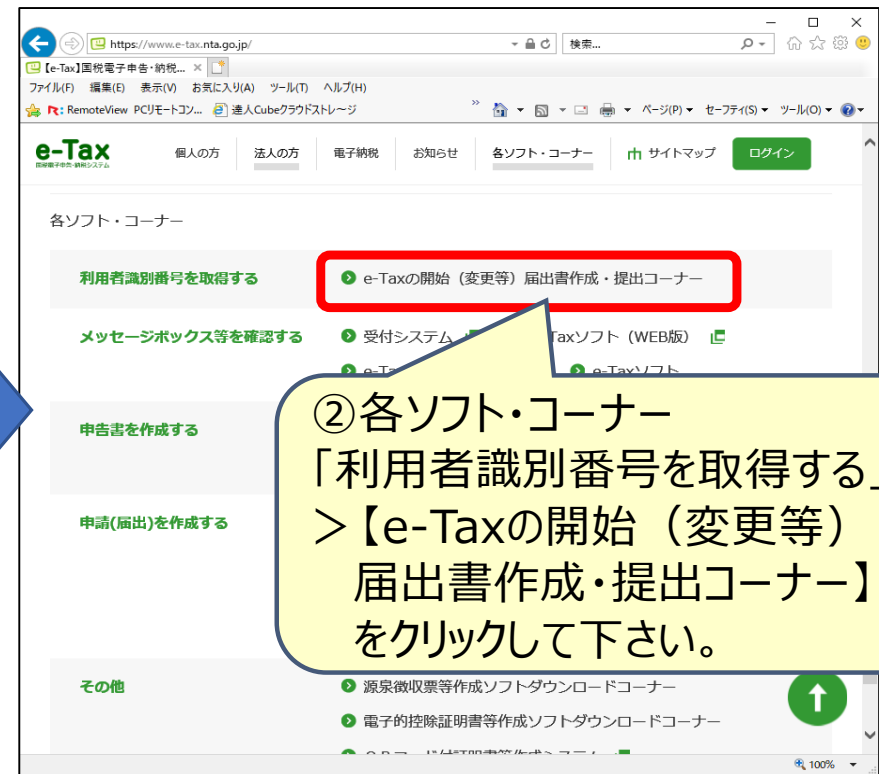 https://www.e-tax.nta.go.jp/
検索...
【e-Tax】国税電子申告・納税...
ファイル(F) 編集(E) 表示(V) お気に入り(A) ツール(T) ヘルプ(H)
RemoteView PCリモートコン... 達人Cubeクラウドストレージ
ページ(P) セーフティ(S) ツール(O)
e-Tax 個人の方 法人の方 電子納税 お知らせ 各ソフト・コーナー サイトマップ ログイン
国税電子申告・納税システム
各ソフト・コーナー
利用者識別番号を取得する e-Taxの開始（変更等）届出書作成・提出コーナー
メッセージボックス等を確認する 受付システム Taxソフト（WEB版）
e-Ta e-Taxソフト
申告書を作成する
申請(届出)を作成する
②各ソフト・コーナー
「利用者識別番号を取得する」
＞【e-Taxの開始（変更等）
届出書作成・提出コーナー】
をクリックして下さい。
その他 源泉徴収票等作成ソフトダウンロードコーナー
電子的控除証明書等作成ソフトダウンロードコーナー
100%